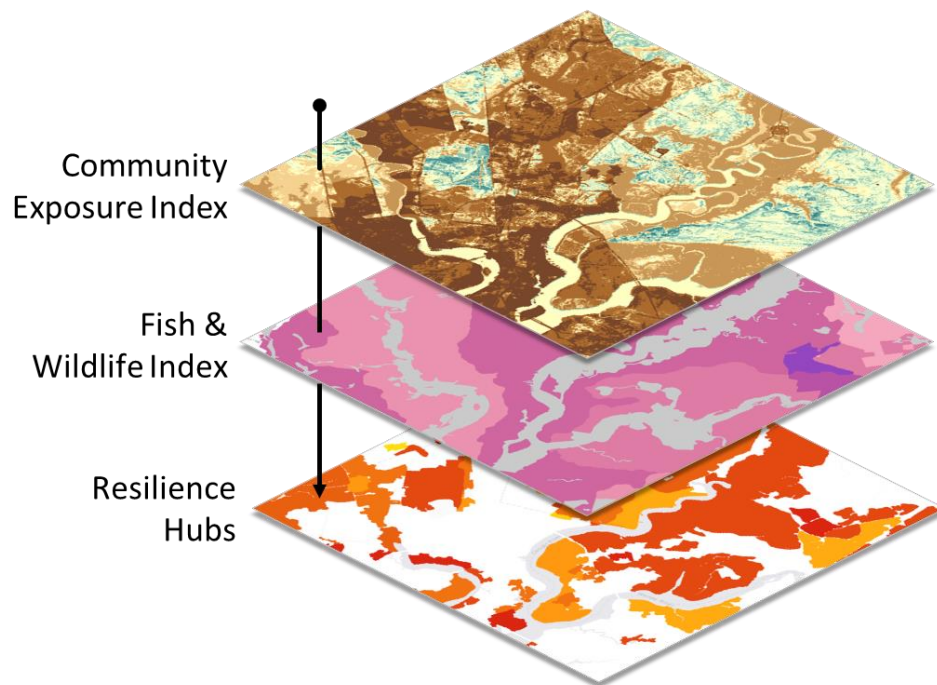 Community
Exposure Index
Fish &
Wildlife Index
Resilience
Hubs